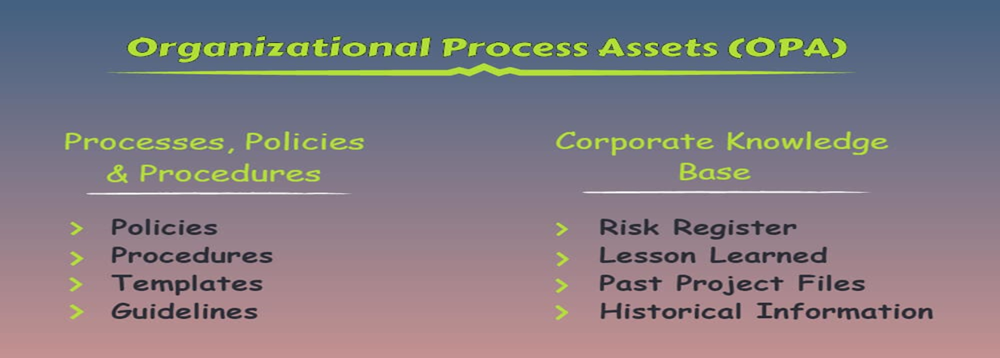 Organizational Process Assets (OPA)
Processes, Policies
& Procedures
> Policies
> Procedures
> Templates
> Guidelines
Corporate Knowledge
Base
> Risk Register
> Lesson Learned
> Past Project Files
> Historical Information